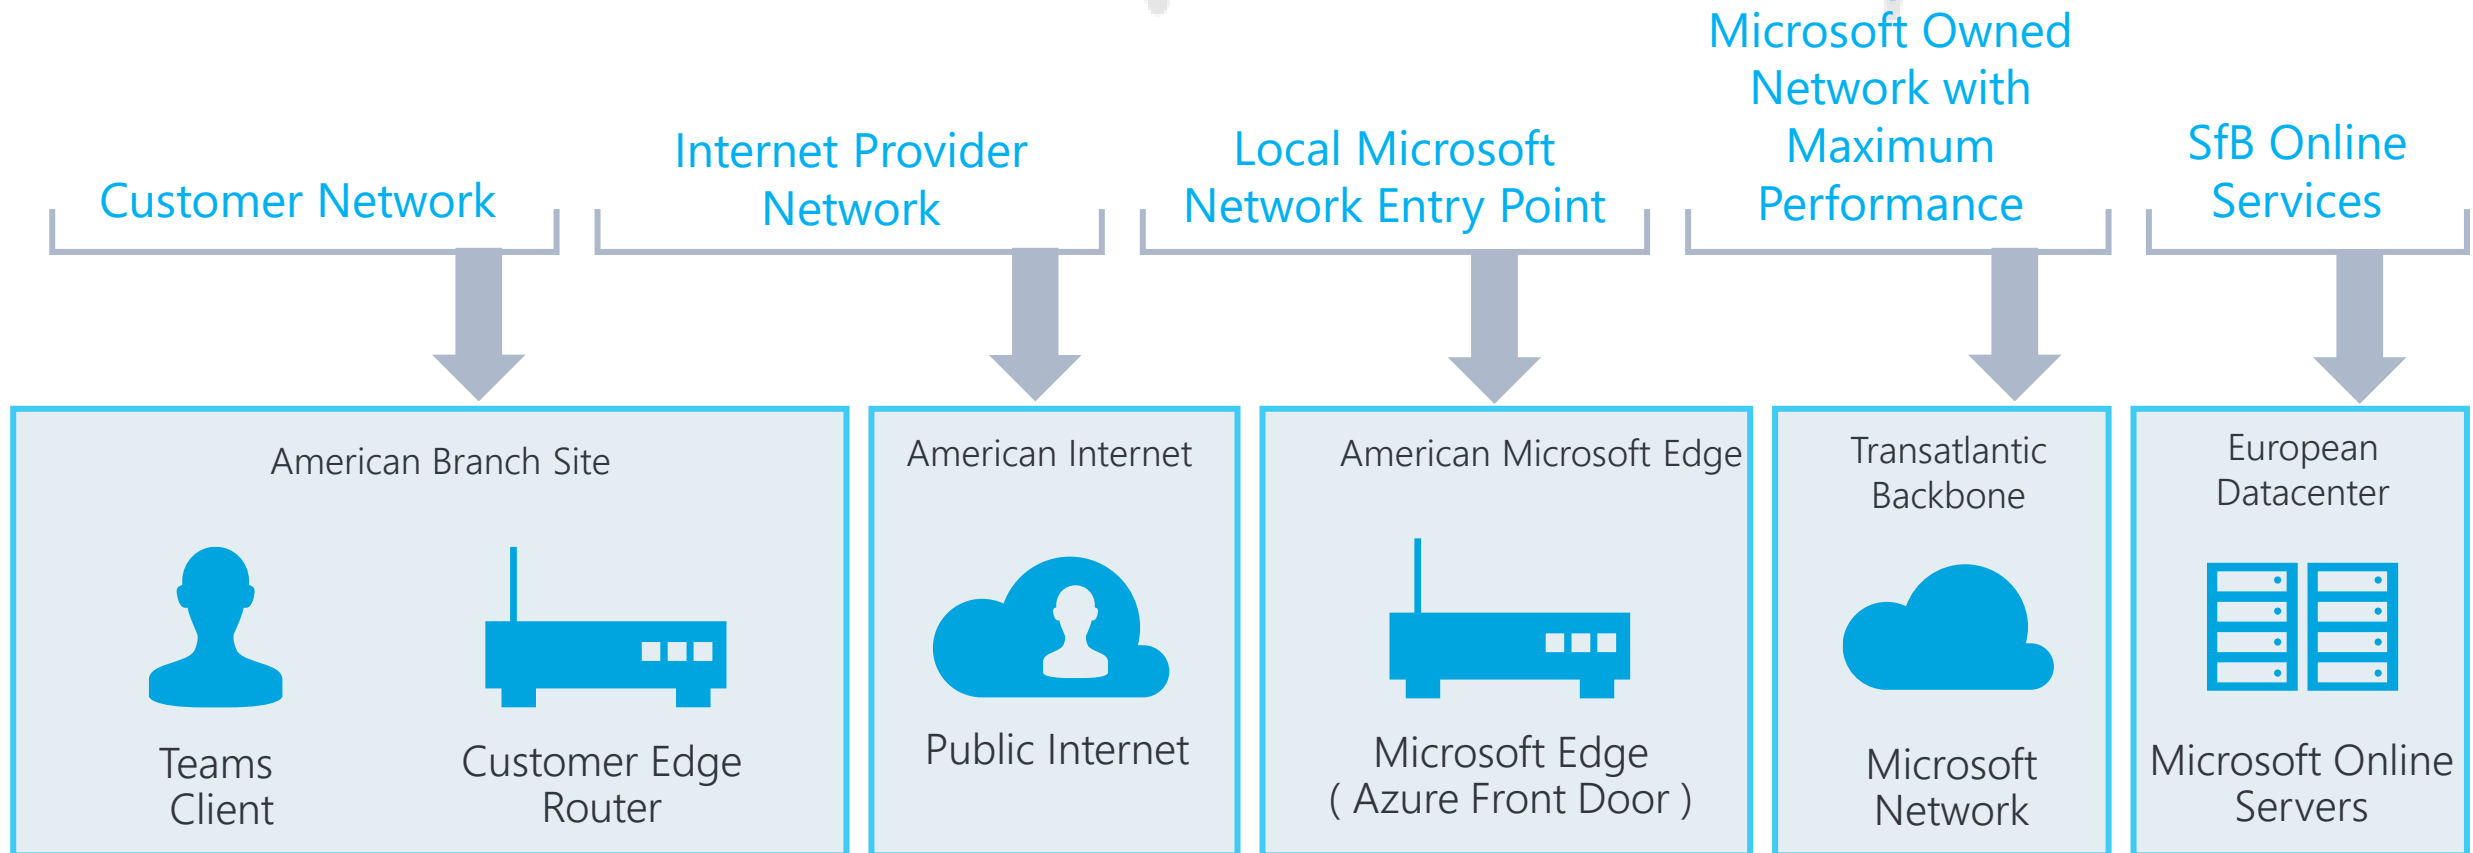 Customer Network
Internet Provider
Network
Local Microsoft
Network Entry Point
Microsoft Owned
Network with
Maximum
Performance
SfB Online
Services
American Branch Site
Teams
Client
Customer Edge
Router
American Internet
Public Internet
American Microsoft Edge
Microsoft Edge
( Azure Front Door )
Transatlantic
Backbone
Microsoft
Network
European
Datacenter
Microsoft Online
Servers